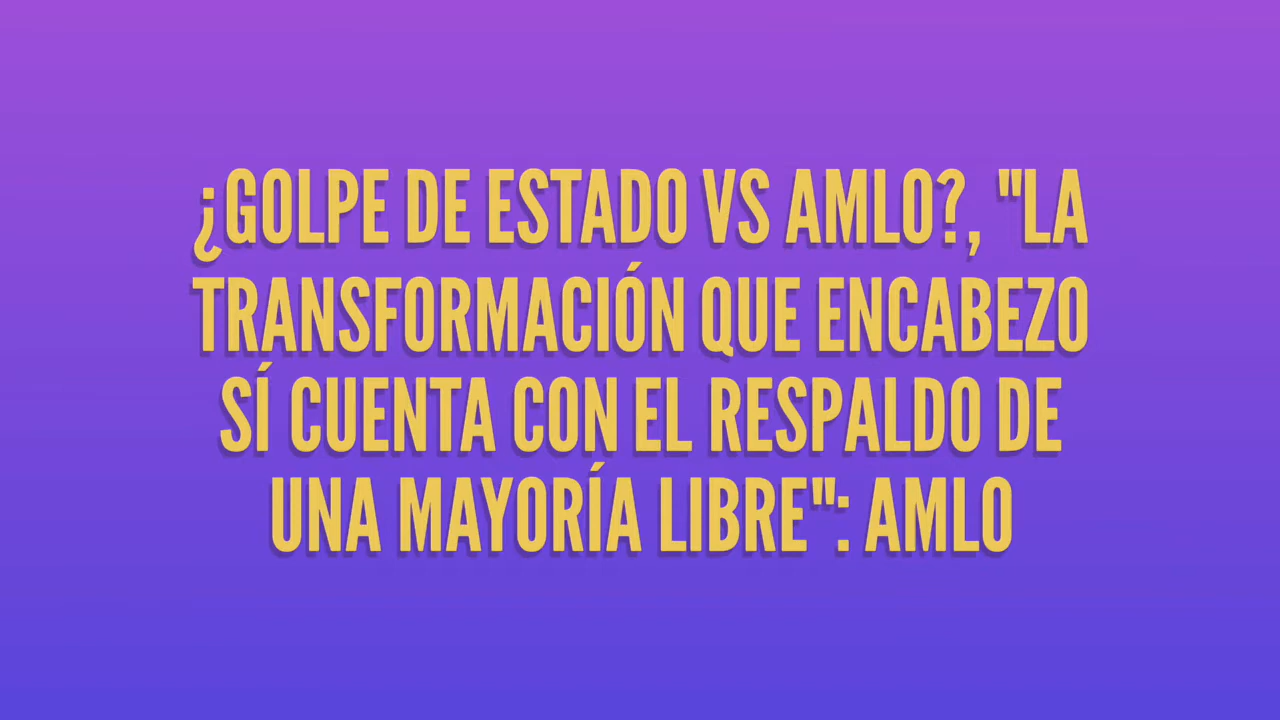 ¿GOLPE DE ESTADO VS AMLO?, "LA
TRANSFORMACIÓN QUE ENCABEZO
SÍ CUENTA CON EL RESPALDO DE
UNA MAYORÍA LIBRE": AMLO